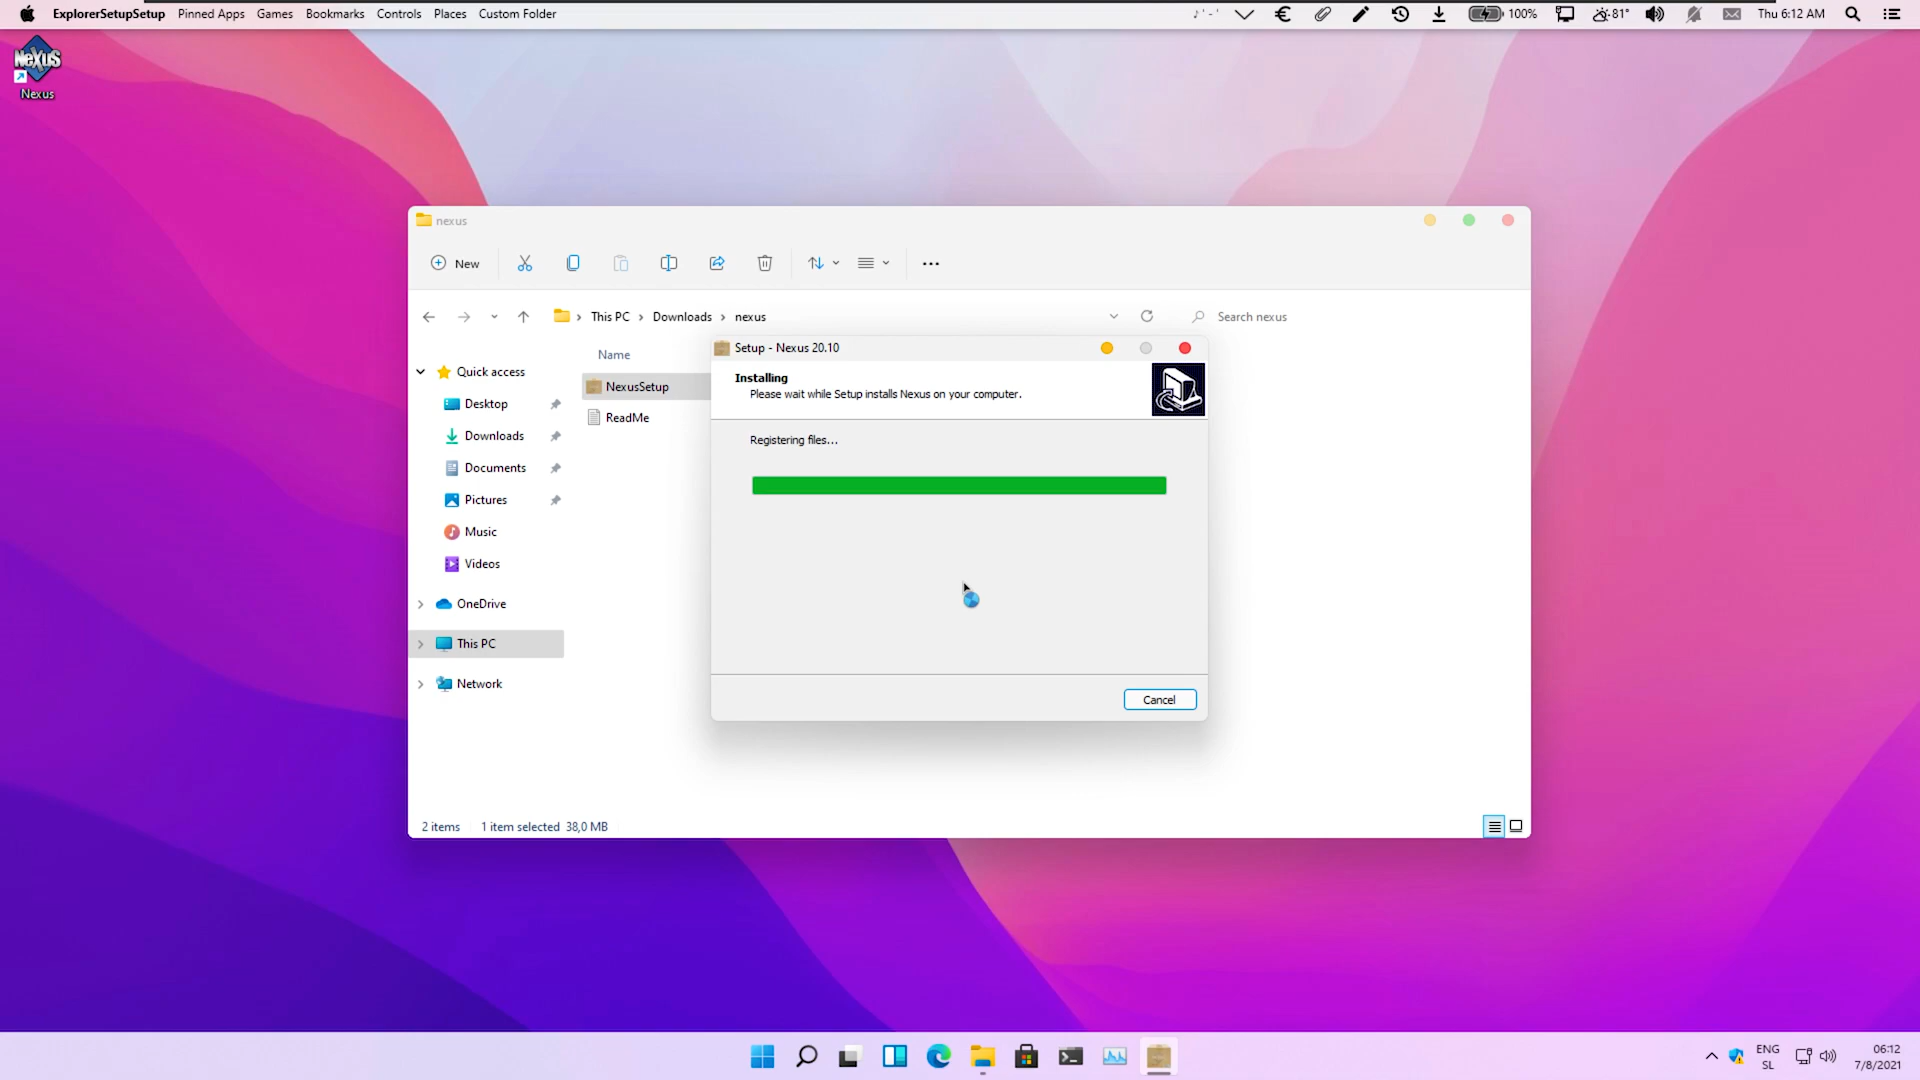 ExplorerSetupSetup Pinned Apps Games Bookmarks Controls Places Custom Folder
100% 81° Thu 6:12 AM
NeXuS
Nexus
nexus
New
This PC Downloads nexus
Search nexus
Name
Quick access
Desktop
Downloads
Documents
Pictures
Music
Videos
OneDrive
This PC
Network
NexusSetup
ReadMe
Setup - Nexus 20.10
Installing
Please wait while Setup installs Nexus on your computer.
Registering files...
Cancel
2 items 1 item selected 38,0 MB
ENG
SL
06:12
7/8/2021